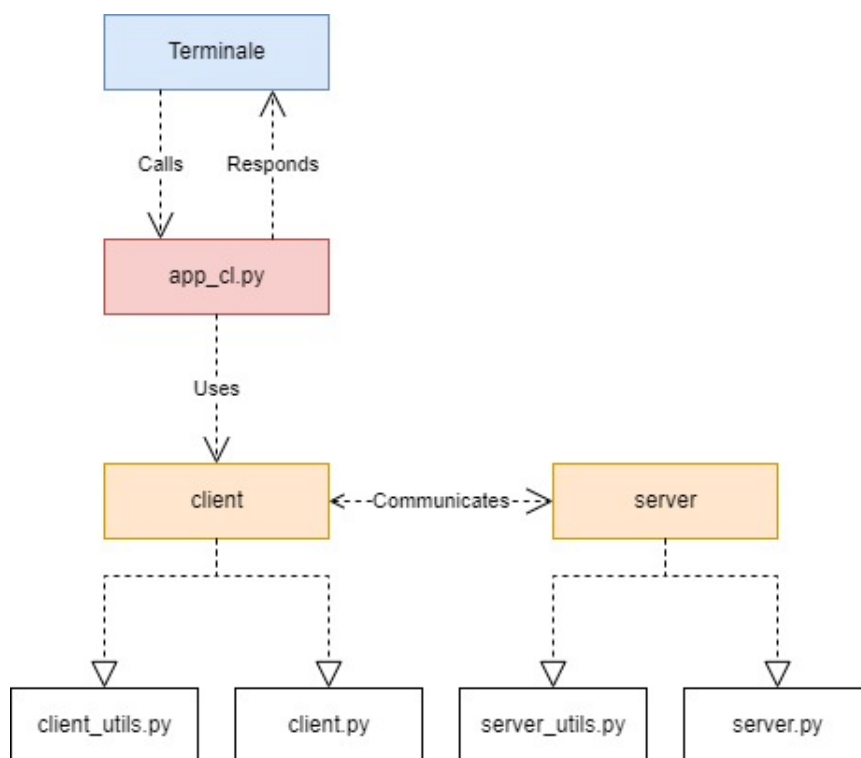 Terminale
Calls
Responds
app_cl.py
Uses
client
Communicates
server
client_utils.py
client.py
server_utils.py
server.py